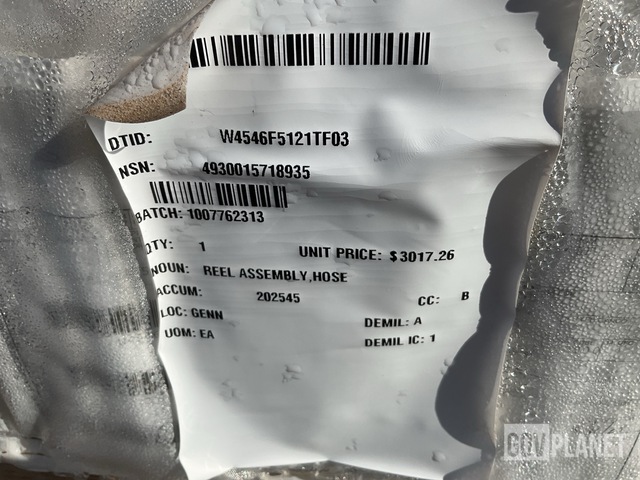 DTID: W4546F5121TF03
NSN: 4930015718935
BATCH: 1007762313
QTY: 1 UNIT PRICE: $3017.26
NOUN: REEL ASSEMBLY,HOSE
ACCUM: 202545 CC: B
LOC: GENN DEMIL: A
UOM: EA DEMIL IC: 1
GOVPLANET